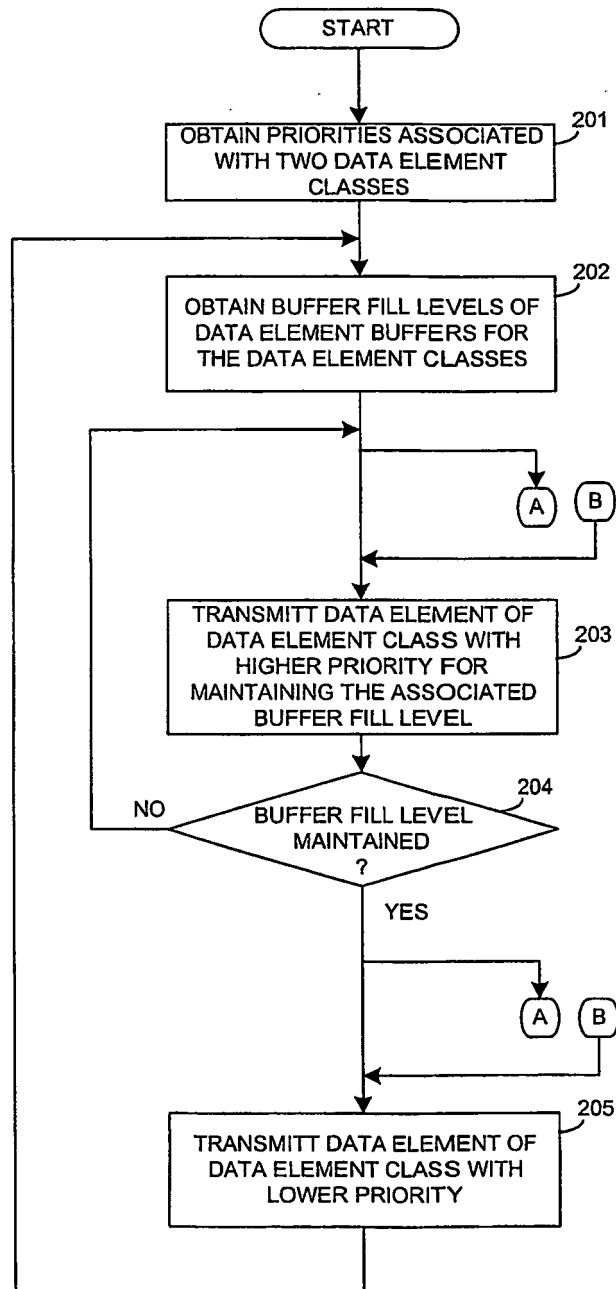 START
201
OBTAIN PRIORITIES ASSOCIATED
WITH TWO DATA ELEMENT
CLASSES
202
OBTAIN BUFFER FILL LEVELS OF
DATA ELEMENT BUFFERS FOR
THE DATA ELEMENT CLASSES
A
B
203
TRANSMITT DATA ELEMENT OF
DATA ELEMENT CLASS WITH
HIGHER PRIORITY FOR
MAINTAINING THE ASSOCIATED
BUFFER FILL LEVEL
204
NO
BUFFER FILL LEVEL
MAINTAINED
?
YES
A
B
205
TRANSMITT DATA ELEMENT OF
DATA ELEMENT CLASS WITH
LOWER PRIORITY